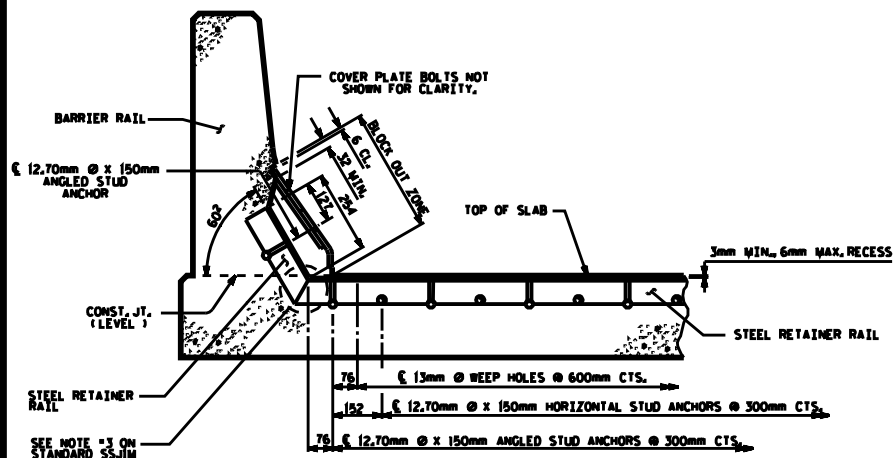 COVER PLATE BOLTS NOT
SHOWN FOR CLARITY.
BARRIER RAIL
℄ 12.70mm Ø X 150mm
ANGLED STUD
ANCHOR
60°
BLOCK OUT ZONE
6 CL.
32 MIN.
254
127
TOP OF SLAB
3mm MIN., 6mm MAX. RECESS
CONST. JT.
( LEVEL )
STEEL RETAINER RAIL
STEEL RETAINER
RAIL
76 ℄ 13mm Ø WEEP HOLES @ 600mm CTS.
152 ℄ 12.70mm Ø X 150mm HORIZONTAL STUD ANCHORS @ 300mm CTS.
76 ℄ 12.70mm Ø X 150mm ANGLED STUD ANCHORS @ 300mm CTS.
SEE NOTE "3 ON
STANDARD SSJ1M